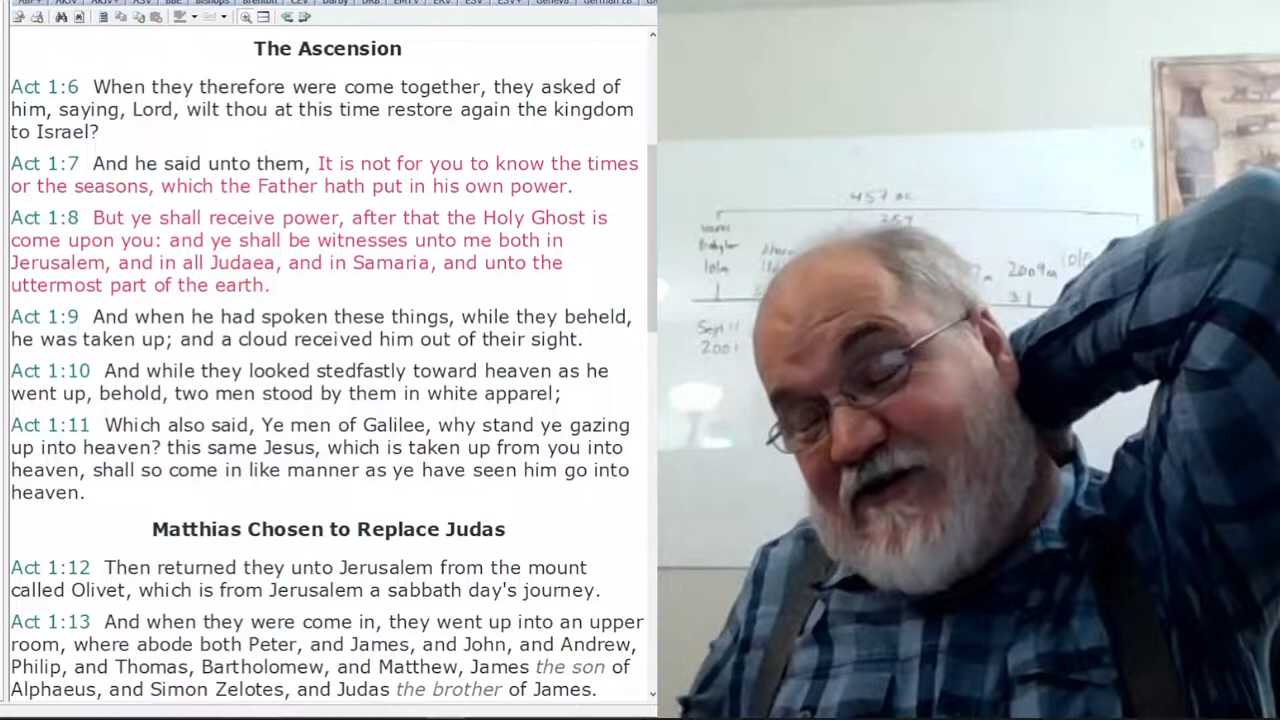 The Ascension
Act 1:6 When they therefore were come together, they asked of
him, saying, Lord, wilt thou at this time restore again the kingdom
to Israel?
Act 1:7 And he said unto them, It is not for you to know the times
or the seasons, which the Father hath put in his own power.
Act 1:8 But ye shall receive power, after that the Holy Ghost is
come upon you: and ye shall be witnesses unto me both in
Jerusalem, and in all Judaea, and in Samaria, and unto the
uttermost part of the earth.
Act 1:9 And when he had spoken these things, while they beheld,
he was taken up; and a cloud received him out of their sight.
Act 1:10 And while they looked stedfastly toward heaven as he
went up, behold, two men stood by them in white apparel;
Act 1:11 Which also said, Ye men of Galilee, why stand ye gazing
up into heaven? this same Jesus, which is taken up from you into
heaven, shall so come in like manner as ye have seen him go into
heaven.
Matthias Chosen to Replace Judas
Act 1:12 Then returned they unto Jerusalem from the mount
called Olivet, which is from Jerusalem a sabbath day's journey.
Act 1:13 And when they were come in, they went up into an upper
room, where abode both Peter, and James, and John, and Andrew,
Philip, and Thomas, Bartholomew, and Matthew, James the son of
Alphaeus, and Simon Zelotes, and Judas the brother of James.
457
Sept 11
2001